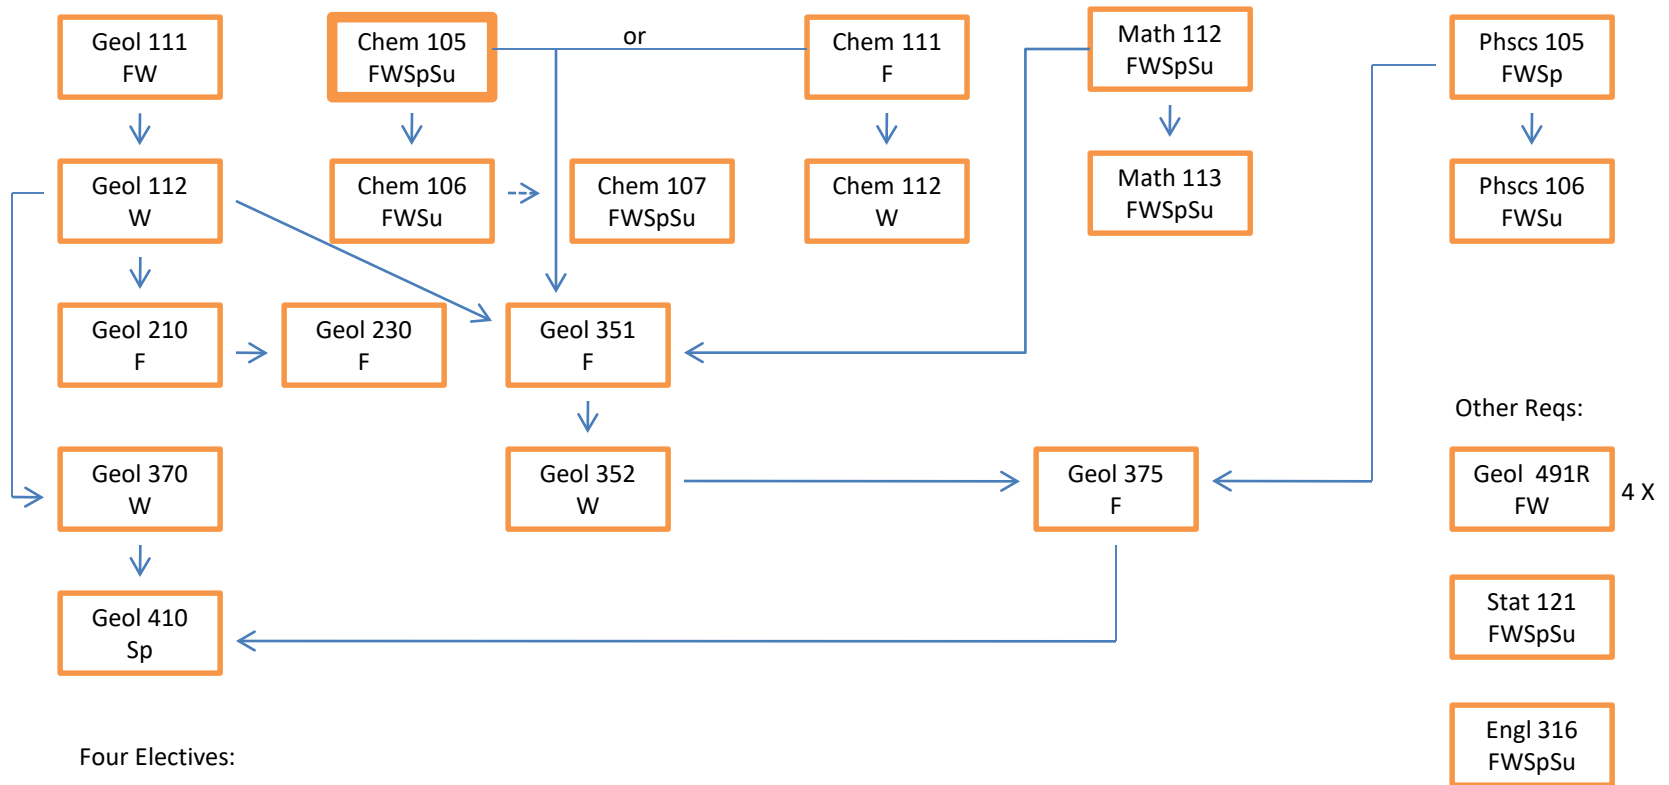 Geol 111
FW
Chem 105
FWSpSu
or
Chem 111
F
Math 112
FWSpSu
Phscs 105
FWSp
Geol 112
W
Chem 106
FWSu
Chem 107
FWSpSu
Chem 112
W
Math 113
FWSpSu
Phscs 106
FWSu
Geol 210
F
Geol 230
F
Geol 351
F
Other Reqs:
Geol 370
W
Geol 352
W
Geol 375
F
Geol 491R
FW
4 X
Geol 410
Sp
Stat 121
FWSpSu
Engl 316
FWSpSu
Four Electives: